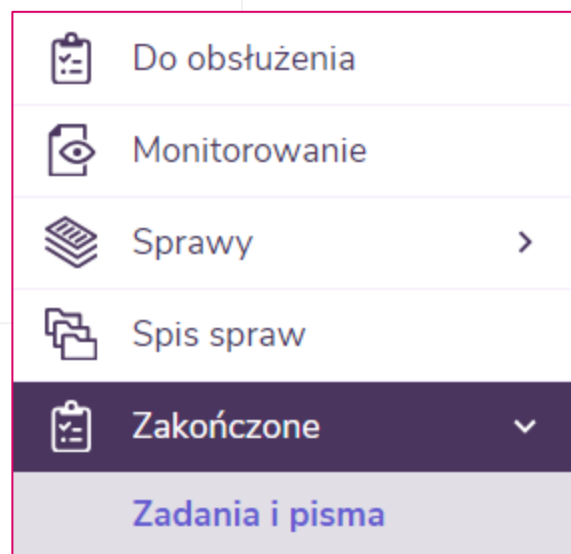 Do obsłużenia
Monitorowanie
Sprawy
Spis spraw
Zakończone
Zadania i pisma